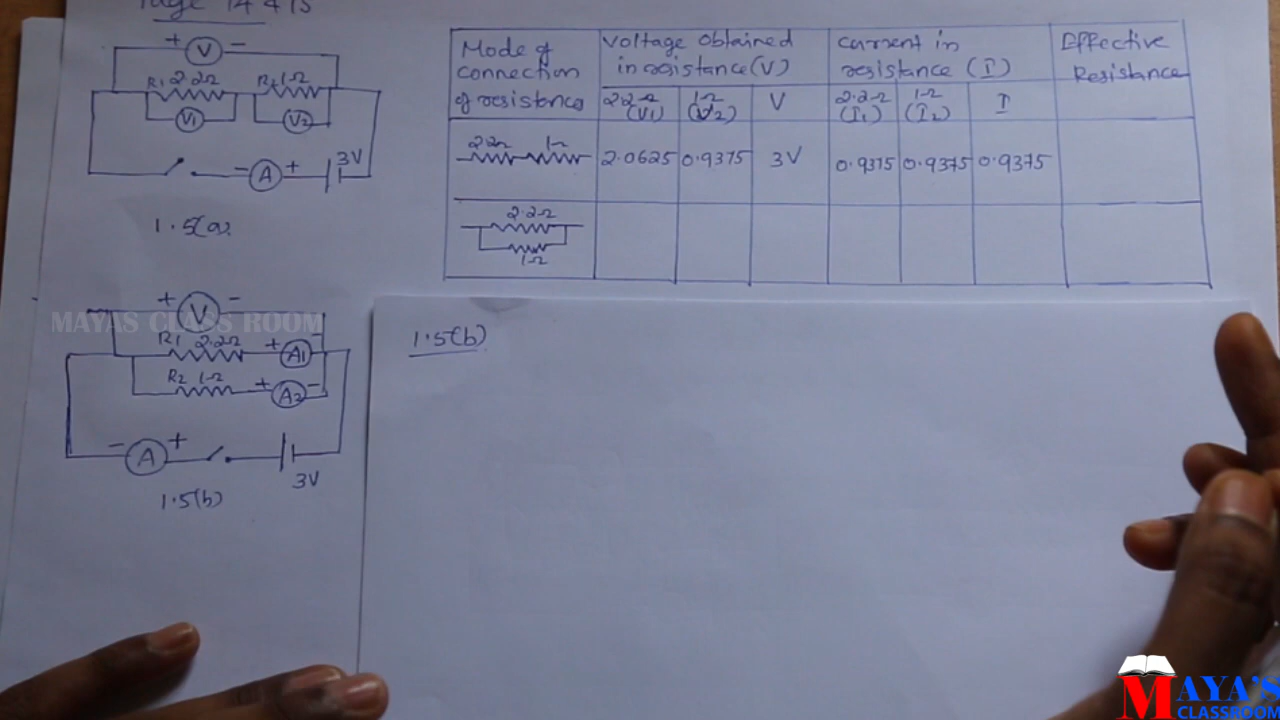 Page 14 & 15
+ V -
R1 2.2Ω R2 1Ω
V1 V2
- A + 3V
1.5(a).
Mode of connection of resistance
Voltage obtained in resistance (V)
current in resistance (I)
Effective Resistance
2.2Ω (V1) 1Ω (V2) V 2.2Ω (I1) 1Ω (I2) I
2.2Ω 1Ω 2.0625 0.9375 3V 0.9375 0.9375 0.9375
2.2Ω
1Ω
+ V -
MAYAS CLASS ROOM
R1 2.2Ω + A1 -
R2 1Ω + A2 -
- A +
3V
1.5(b)
1.5(b)
MAYA'S
CLASSROOM